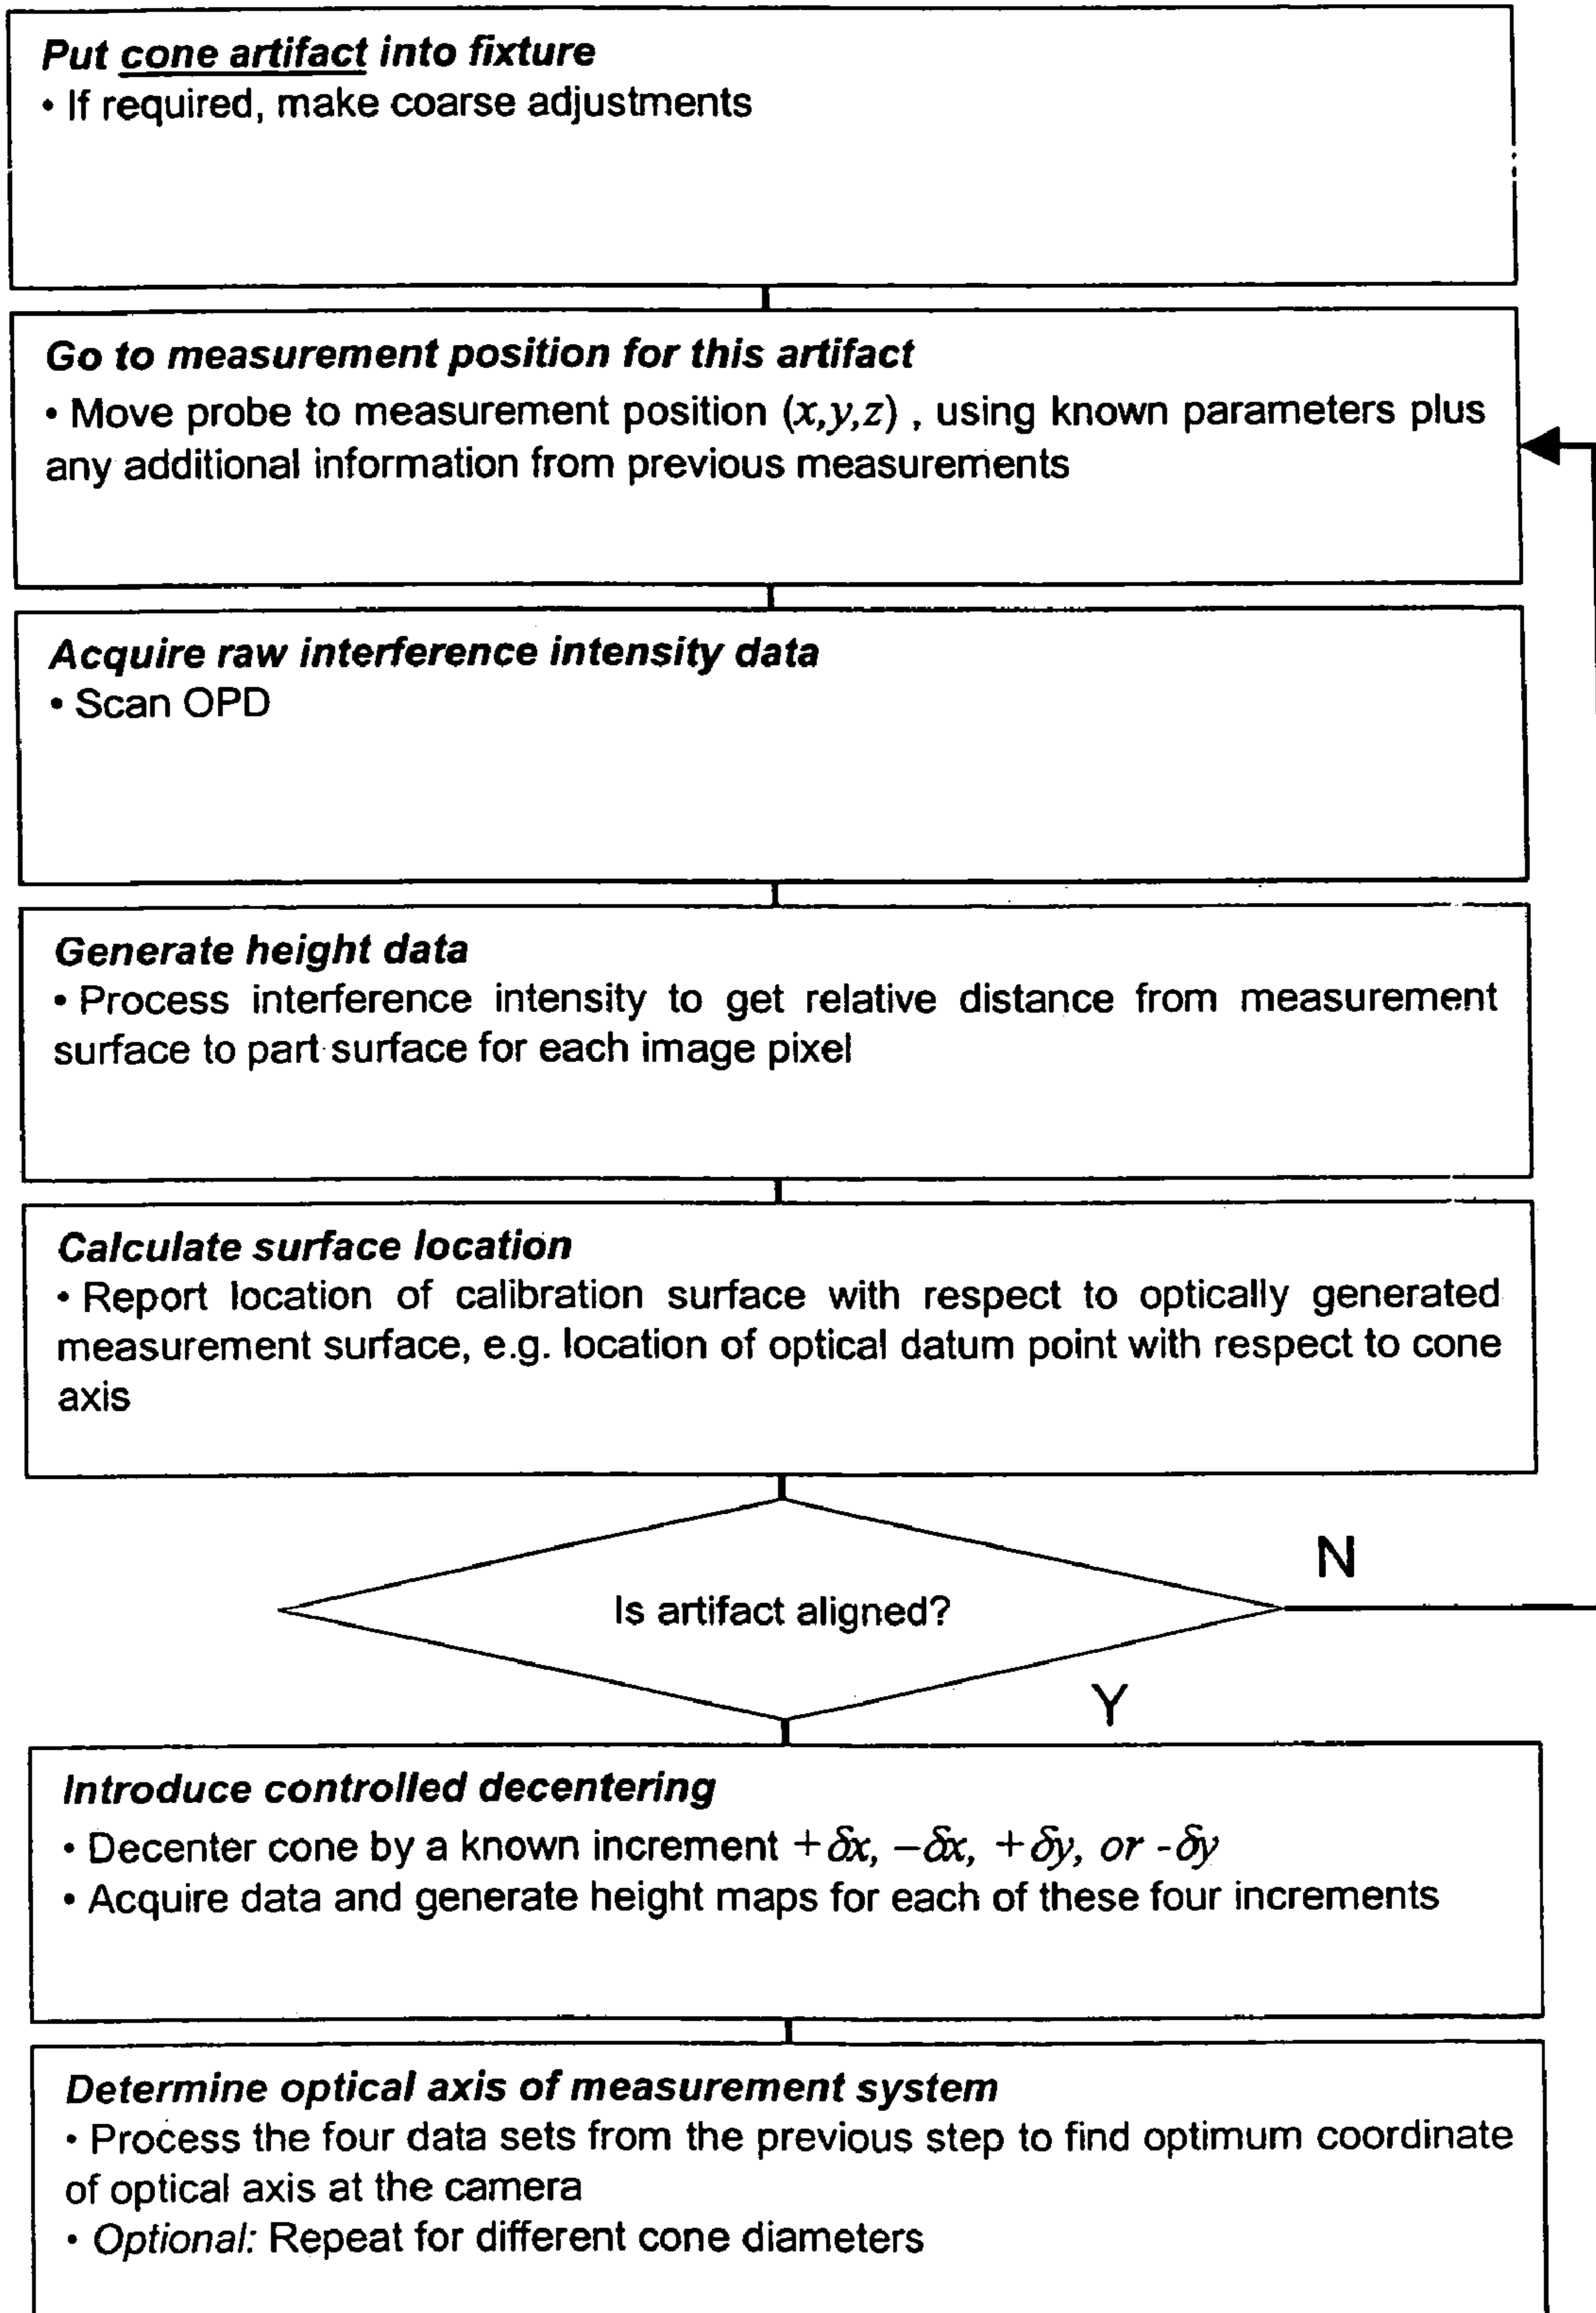 Put cone artifact into fixture
• If required, make coarse adjustments
Go to measurement position for this artifact
• Move probe to measurement position (x,y,z) , using known parameters plus
any additional information from previous measurements
Acquire raw interference intensity data
• Scan OPD
Generate height data
• Process interference intensity to get relative distance from measurement
surface to part surface for each image pixel
Calculate surface location
• Report location of calibration surface with respect to optically generated
measurement surface, e.g. location of optical datum point with respect to cone
axis
N
Is artifact aligned?
Y
Introduce controlled decentering
• Decenter cone by a known increment +δx, −δx, +δy, or -δy
• Acquire data and generate height maps for each of these four increments
Determine optical axis of measurement system
• Process the four data sets from the previous step to find optimum coordinate
of optical axis at the camera
• Optional: Repeat for different cone diameters